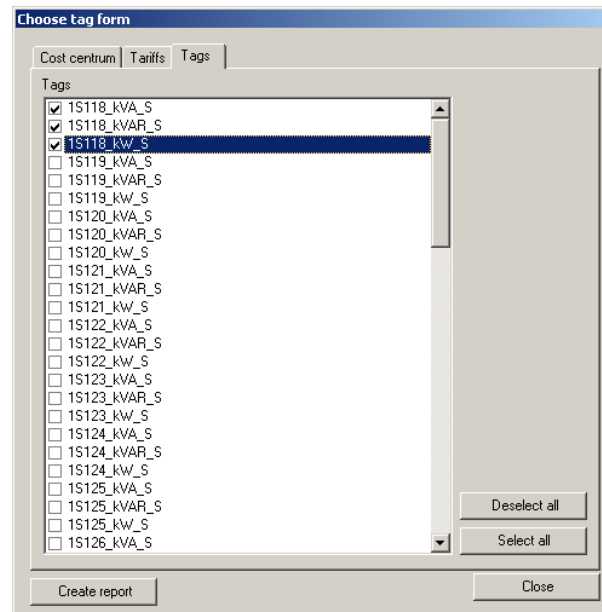 Choose tag form
Cost centrum Tariffs Tags
Tags
1S118_kVA_S
1S118_kVAR_S
1S118_kW_S
1S119_kVA_S
1S119_kVAR_S
1S119_kW_S
1S120_kVA_S
1S120_kVAR_S
1S120_kW_S
1S121_kVA_S
1S121_kVAR_S
1S121_kW_S
1S122_kVA_S
1S122_kVAR_S
1S122_kW_S
1S123_kVA_S
1S123_kVAR_S
1S123_kW_S
1S124_kVA_S
1S124_kVAR_S
1S124_kW_S
1S125_kVA_S
1S125_kVAR_S
1S125_kW_S
1S126_kVA_S
Deselect all
Select all
Create report
Close